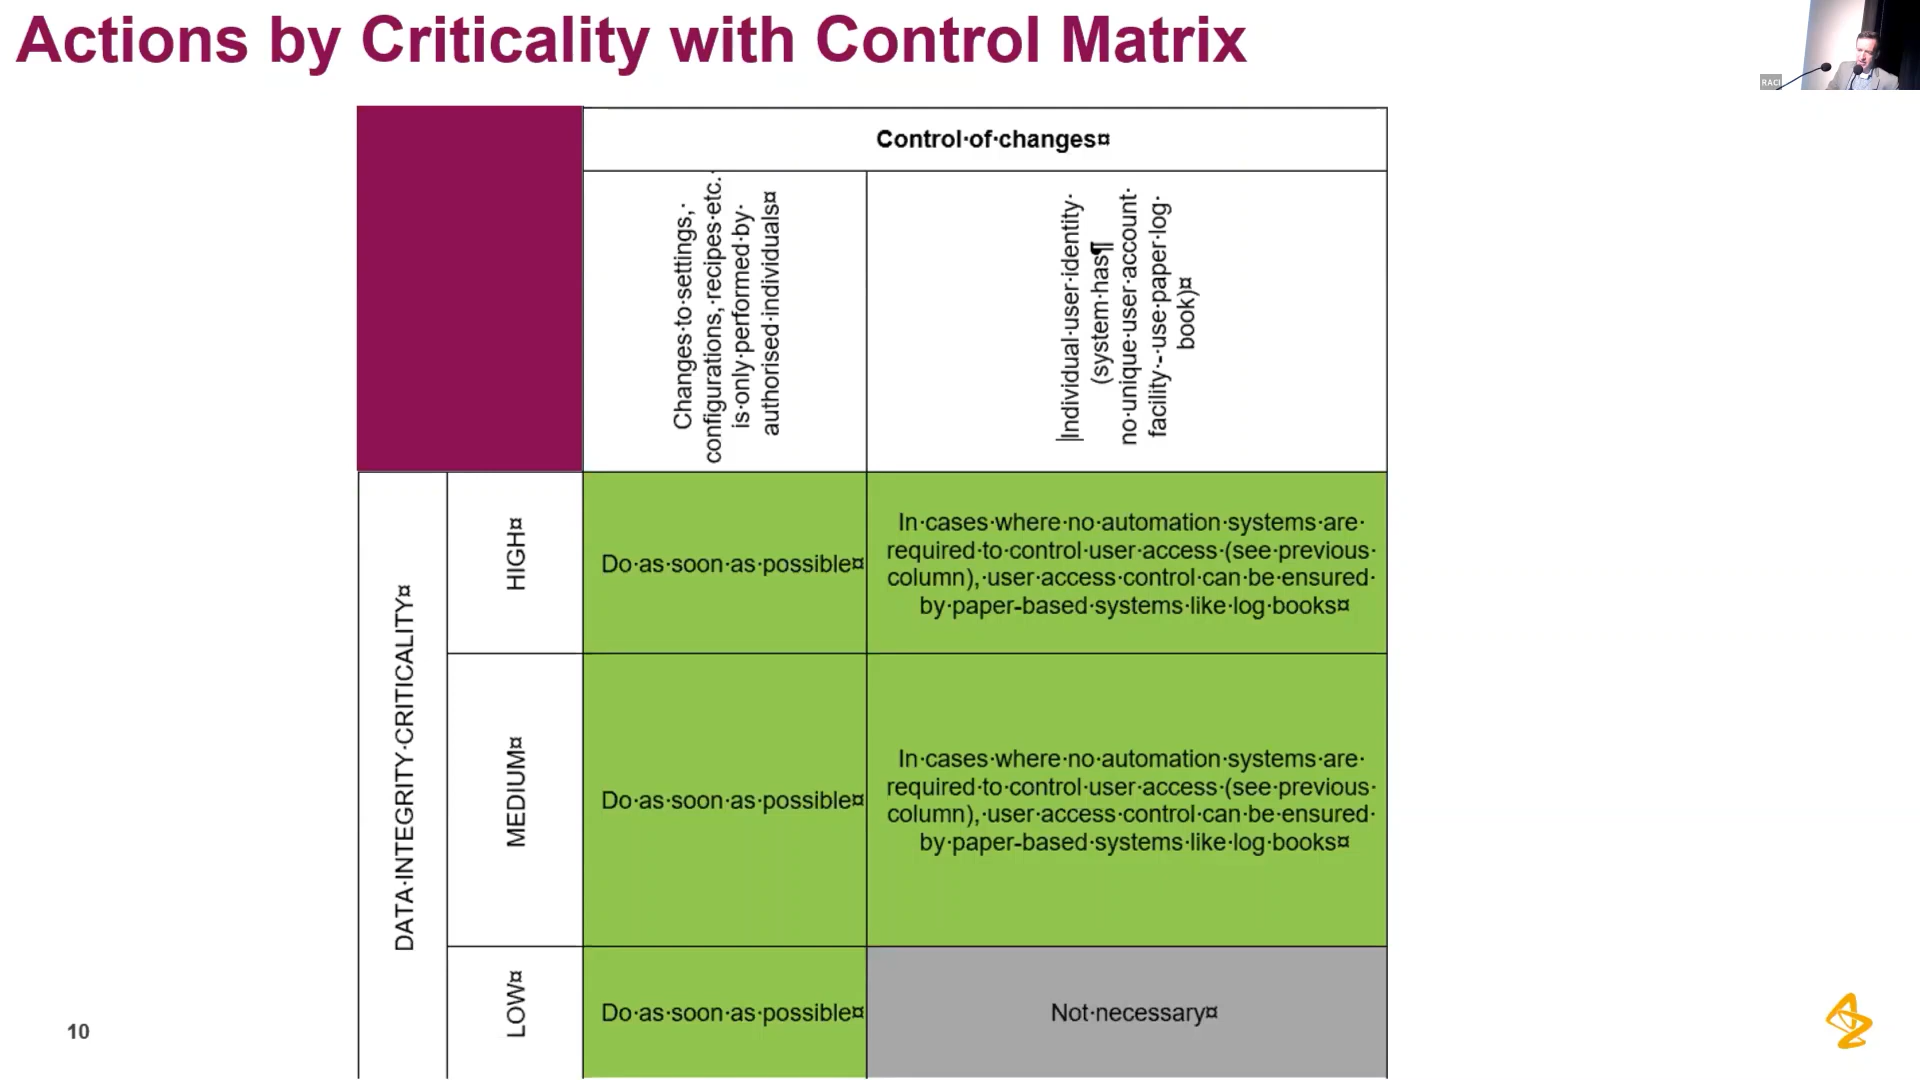 Actions by Criticality with Control Matrix
RACI
Control·of·changes¤
Changes·to·settings,·
configurations,·recipes·etc.·
is·only·performed·by·
authorised·individuals¤
Individual·user·identity·
(system·has¶
no·unique·user·account·
facility·-·use·paper·log·
book)¤
DATA·INTEGRITY·CRITICALITY¤
HIGH¤
Do·as·soon·as·possible¤
In·cases·where·no·automation·systems·are·
required·to·control·user·access·(see·previous·
column),·user·access·control·can·be·ensured·
by·paper-based·systems·like·log·books¤
MEDIUM¤
Do·as·soon·as·possible¤
In·cases·where·no·automation·systems·are·
required·to·control·user·access·(see·previous·
column),·user·access·control·can·be·ensured·
by·paper-based·systems·like·log·books¤
LOW¤
Do·as·soon·as·possible¤
Not·necessary¤
10